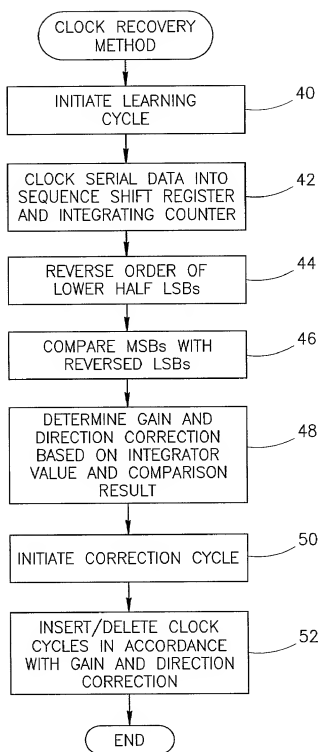 CLOCK RECOVERY
METHOD
INITIATE LEARNING
CYCLE
40
CLOCK SERIAL DATA INTO
SEQUENCE SHIFT REGISTER
AND INTEGRATING COUNTER
42
REVERSE ORDER OF
LOWER HALF LSBs
44
COMPARE MSBs WITH
REVERSED LSBs
46
DETERMINE GAIN AND
DIRECTION CORRECTION
BASED ON INTEGRATOR
VALUE AND COMPARISON
RESULT
48
INITIATE CORRECTION CYCLE
50
INSERT/DELETE CLOCK
CYCLES IN ACCORDANCE
WITH GAIN AND DIRECTION
CORRECTION
52
END